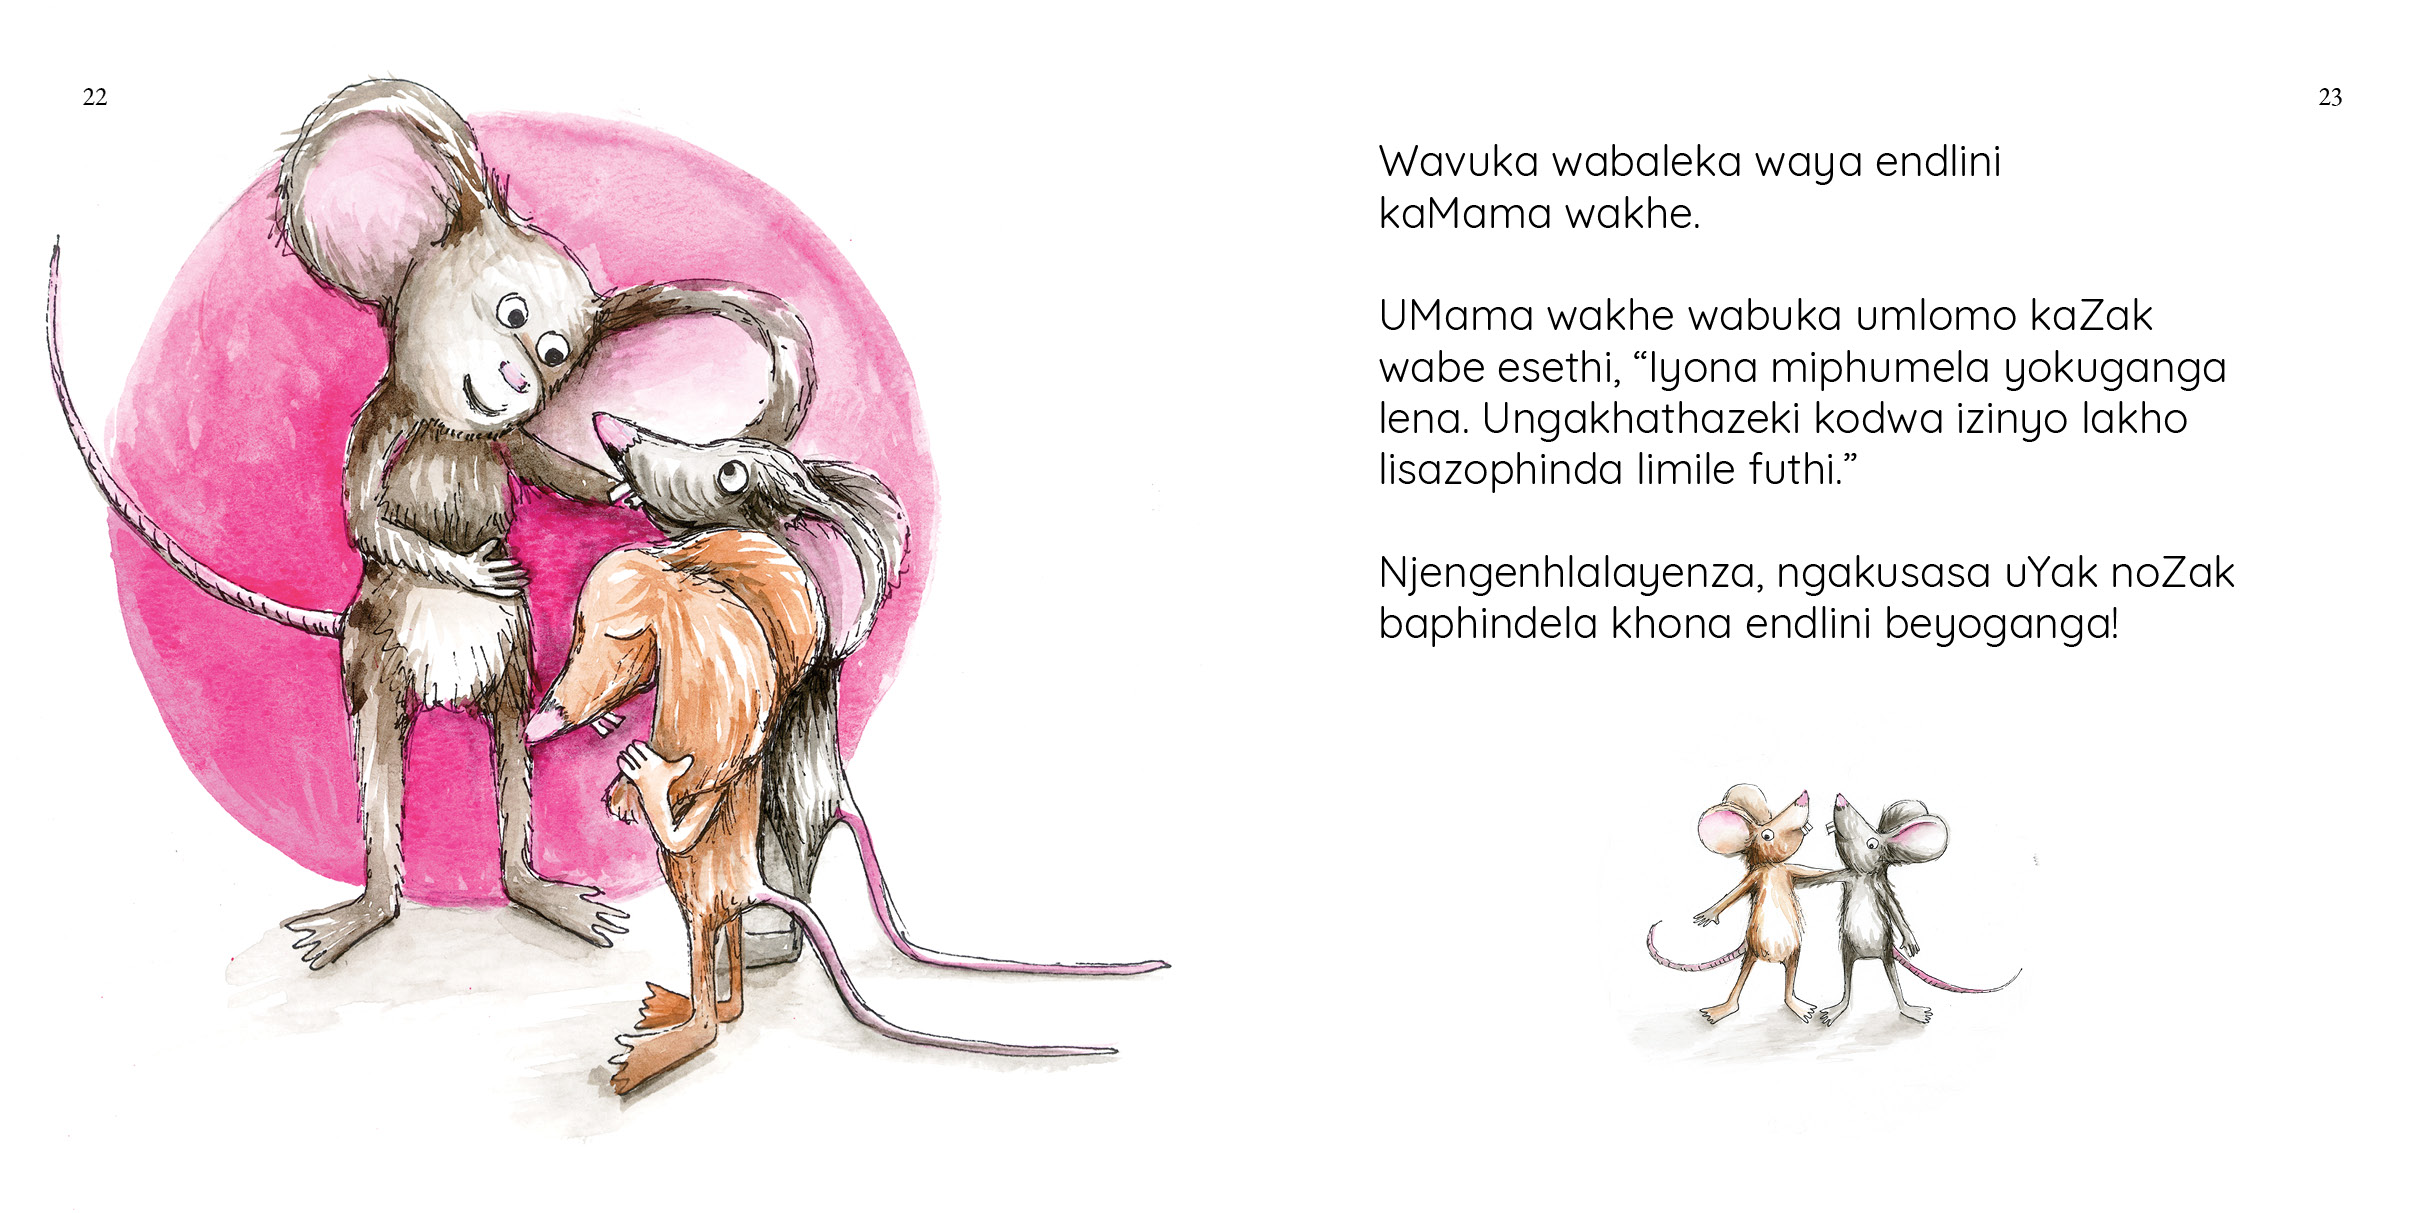 22
23
Wavuka wabaleka waya endlini
kaMama wakhe.
UMama wakhe wabuka umlomo kaZak
wabe esethi, “Iyona miphumela yokuganga
lena. Ungakhathazeki kodwa izinyo lakho
lisazophinda limile futhi.”
Njengenhlalayenza, ngakusasa uYak noZak
baphindela khona endlini beyoganga!